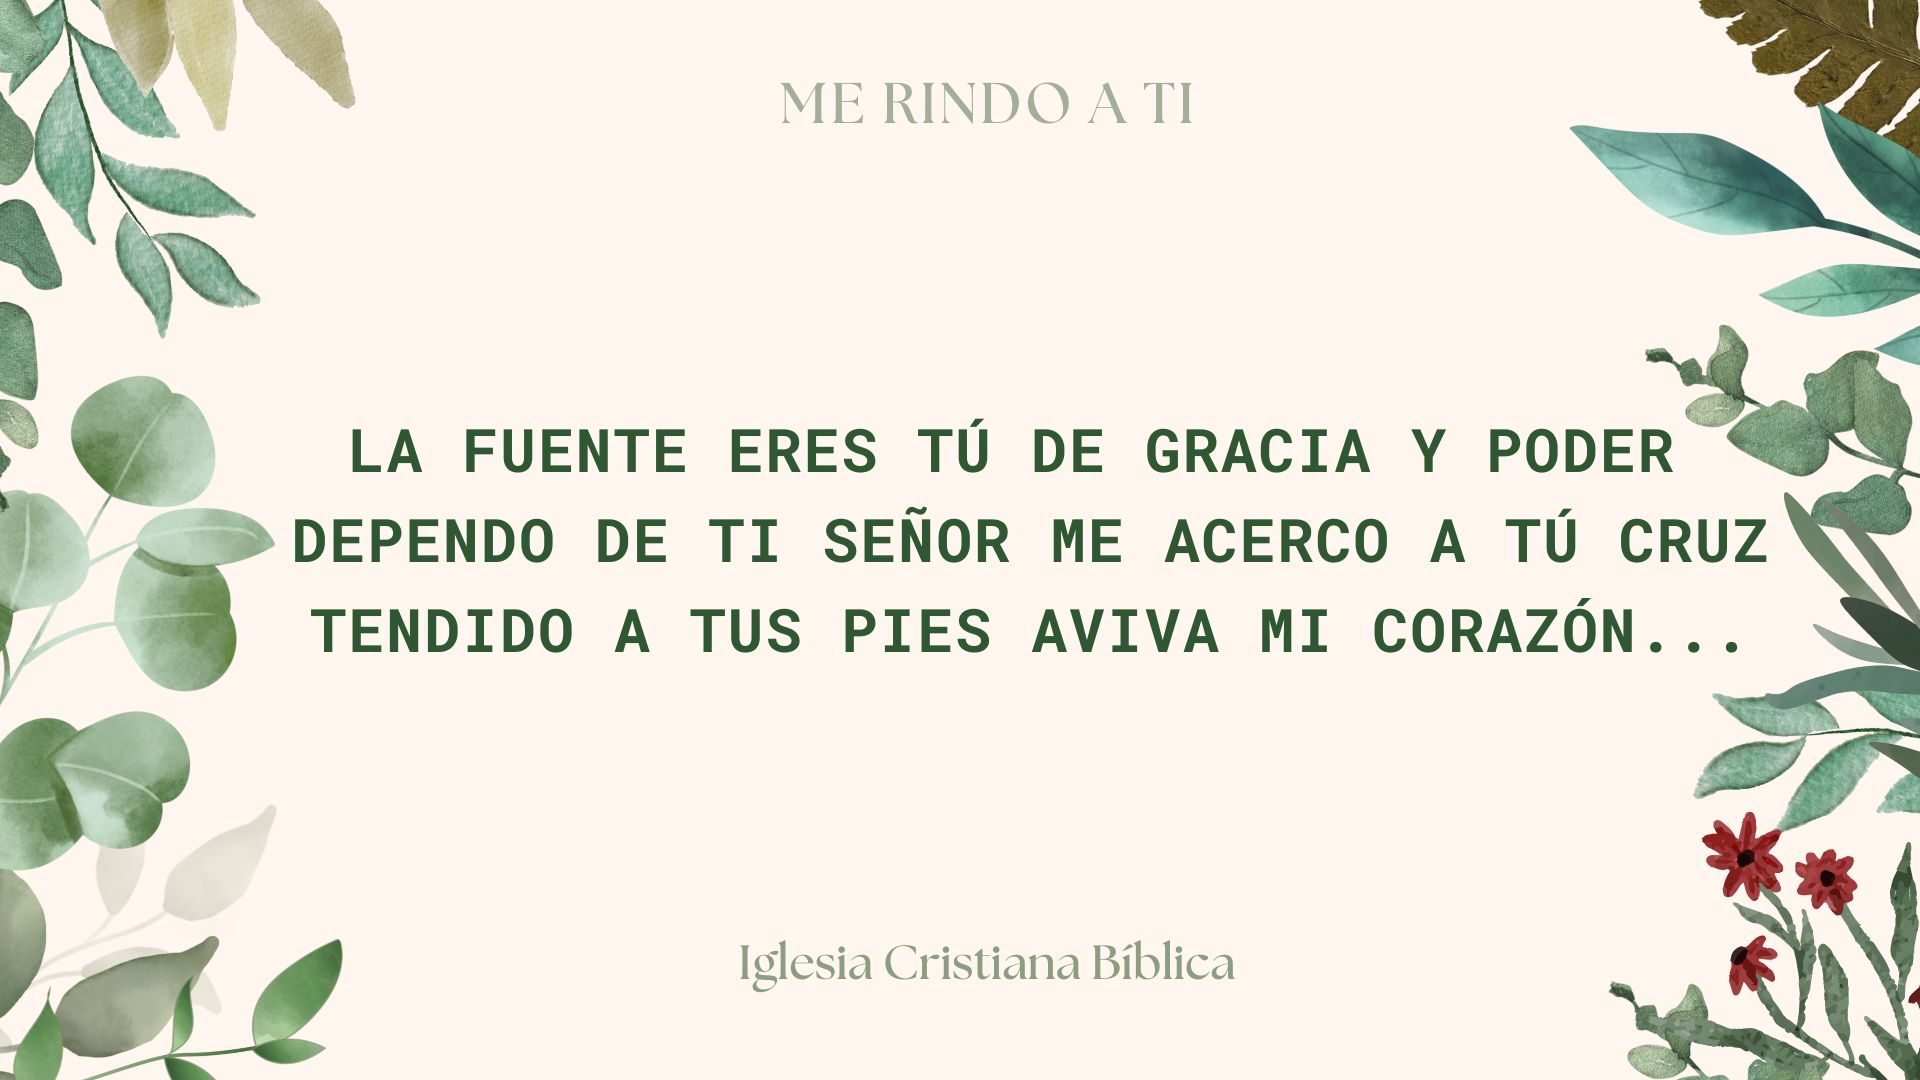 ME RINDO A TI
LA FUENTE ERES TÚ DE GRACIA Y PODER
DEPENDO DE TI SEÑOR ME ACERCO A TÚ CRUZ
TENDIDO A TUS PIES AVIVA MI CORAZÓN...
Iglesia Cristiana Bíblica